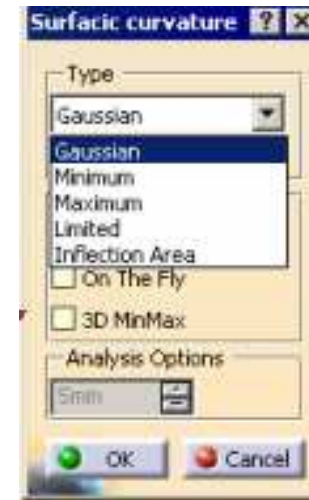 Surfacic curvature ? X
Type
Gaussian
Gaussian
Minimum
Maximum
Limited
Inflection Area
On The Fly
3D MinMax
Analysis Options
5mm
OK Cancel